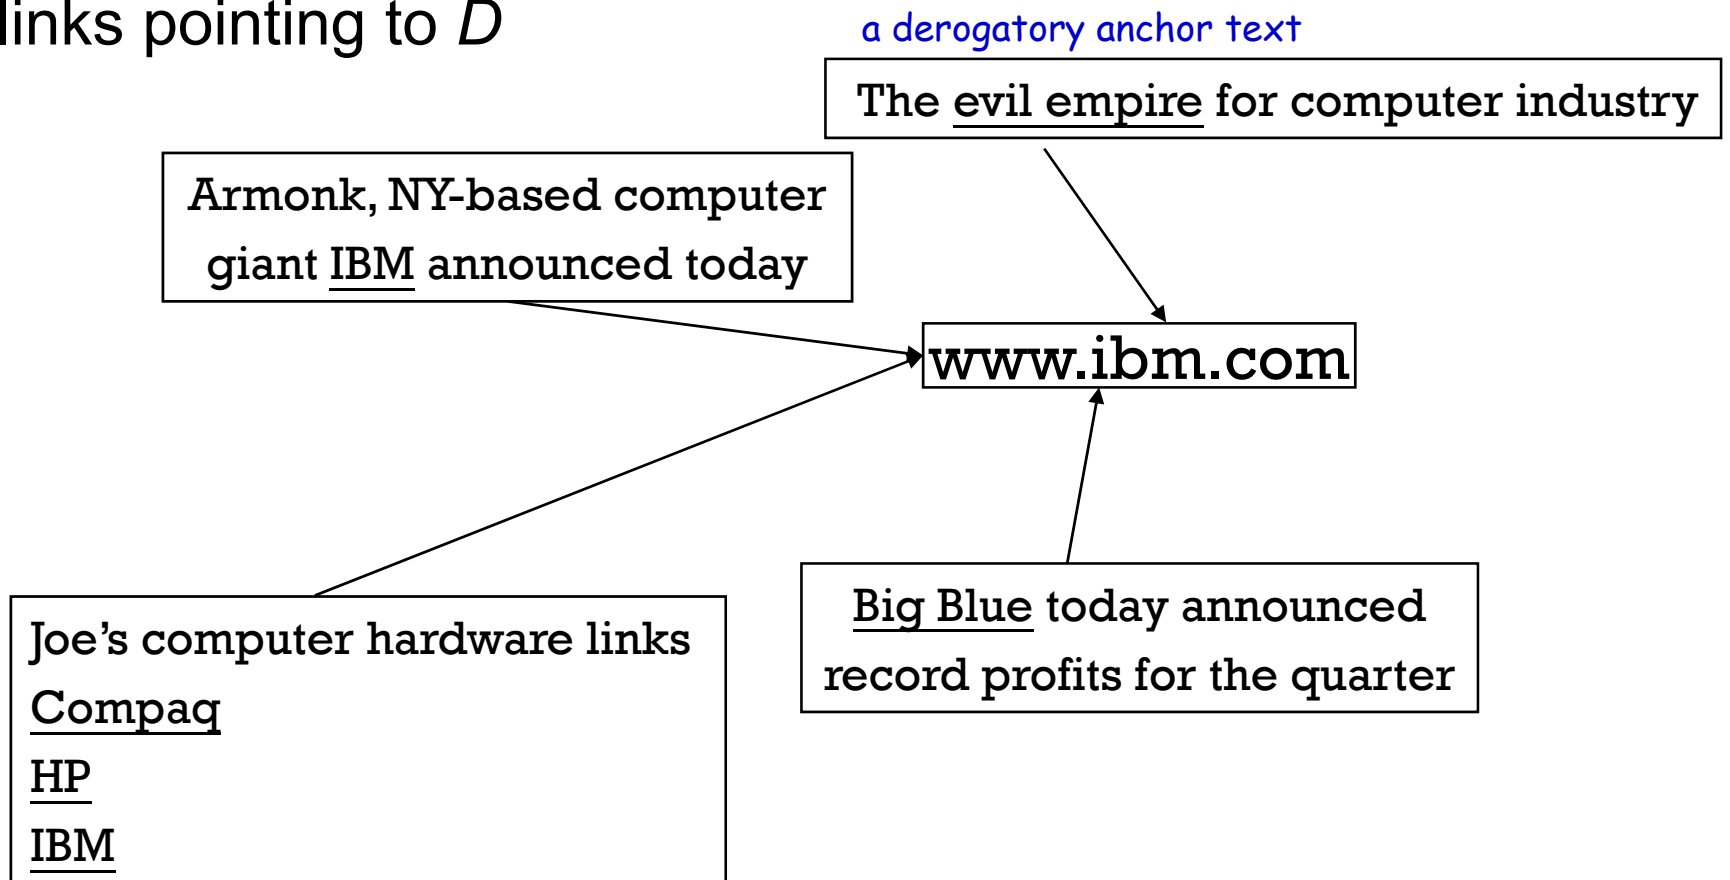 links pointing to D
a derogatory anchor text
The evil empire for computer industry
Armonk, NY-based computer
giant IBM announced today
www.ibm.com
Big Blue today announced
record profits for the quarter
Joe’s computer hardware links
Compaq
HP
IBM